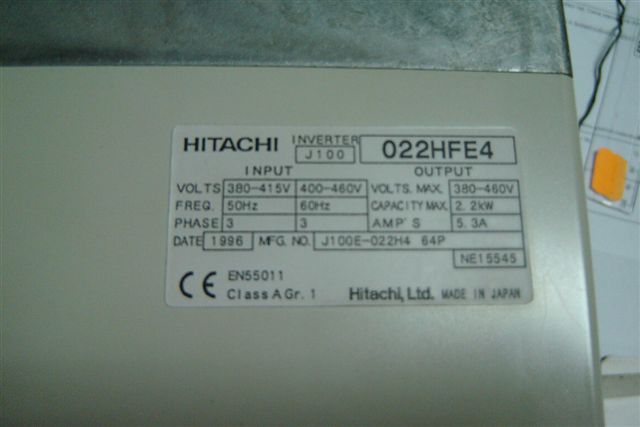 HITACHI INVERTER J100 022HFE4
INPUT OUTPUT
VOLTS 380-415V 400-460V VOLTS. MAX. 380-460V
FREQ. 50Hz 60Hz CAPACITY MAX. 2.2kW
PHASE 3 3 AMP'S 5.3A
DATE 1996 MFG. NO. J100E-022H4 64P
NE15545
CE EN55011
Class A Gr. 1 Hitachi, Ltd. MADE IN JAPAN